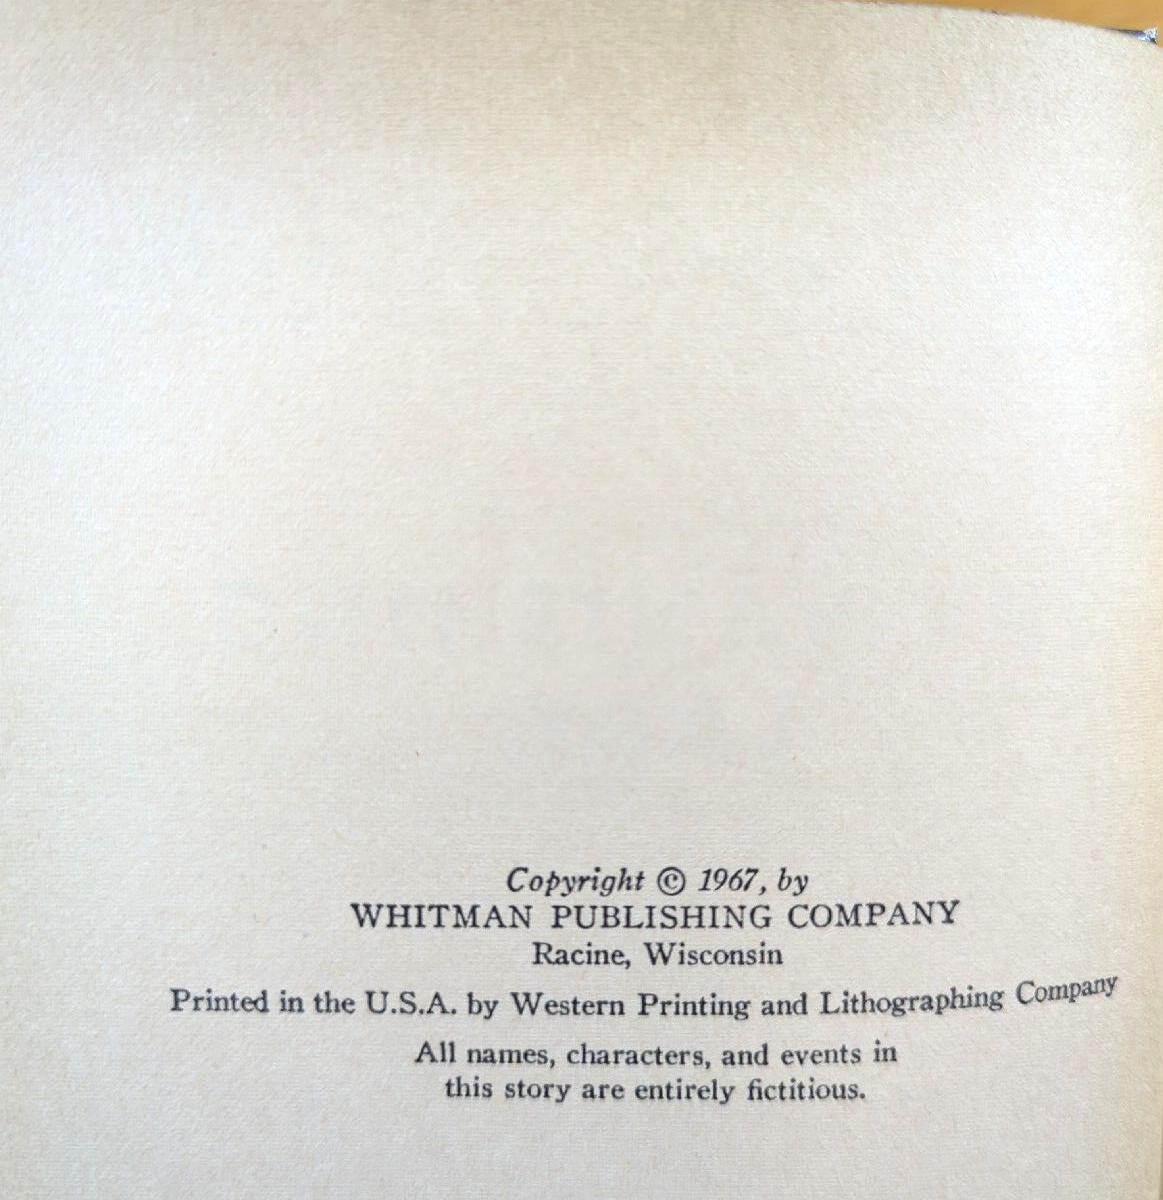 Copyright © 1967, by
WHITMAN PUBLISHING COMPANY
Racine, Wisconsin
Printed in the U.S.A. by Western Printing and Lithographing Company
All names, characters, and events in
this story are entirely fictitious.